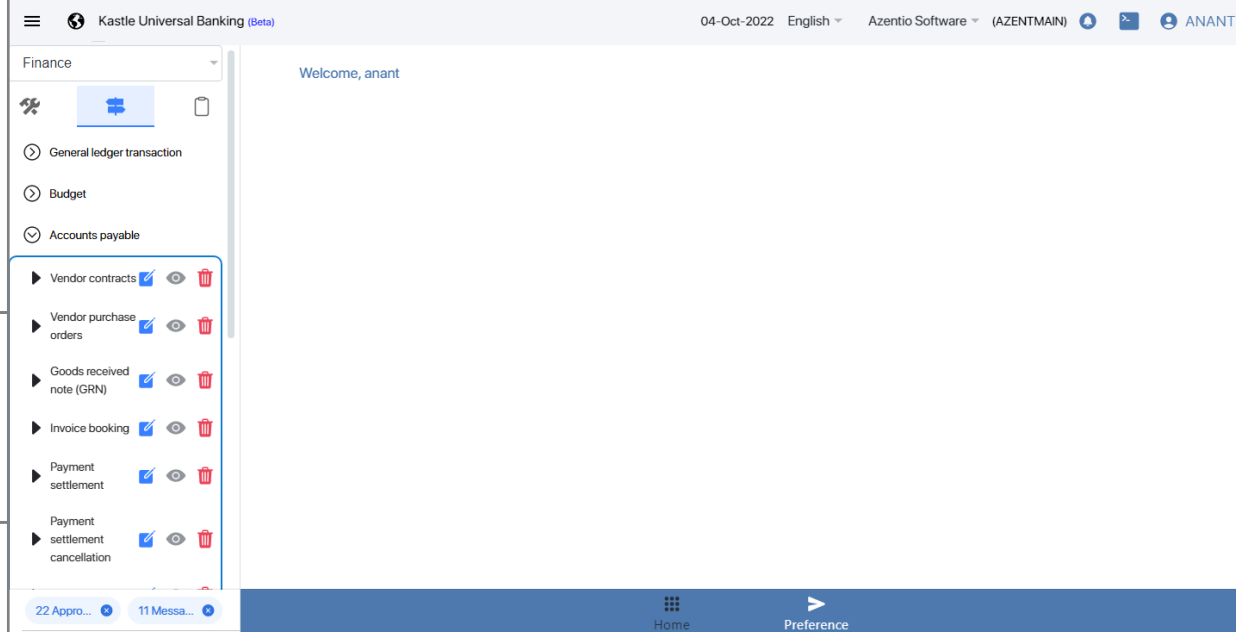 Kastle Universal Banking (Beta)
04-Oct-2022 English Azentio Software (AZENTMAIN) ANANT
Finance
Welcome, anant
General ledger transaction
Budget
Accounts payable
Vendor contracts
Vendor purchase
orders
Goods received
note (GRN)
Invoice booking
Payment
settlement
Payment
settlement
cancellation
22 Appro...
11 Messa...
Home
Preference